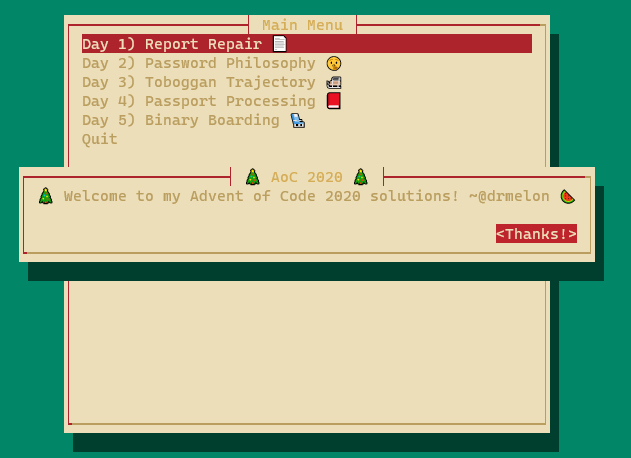 Main Menu
Day 1) Report Repair 📄
Day 2) Password Philosophy 🤫
Day 3) Toboggan Trajectory 🛷
Day 4) Passport Processing 📕
Day 5) Binary Boarding 💺
Quit
🎄 AoC 2020 🎄
🎄 Welcome to my Advent of Code 2020 solutions! ~@drmelon 🍉
<Thanks!>